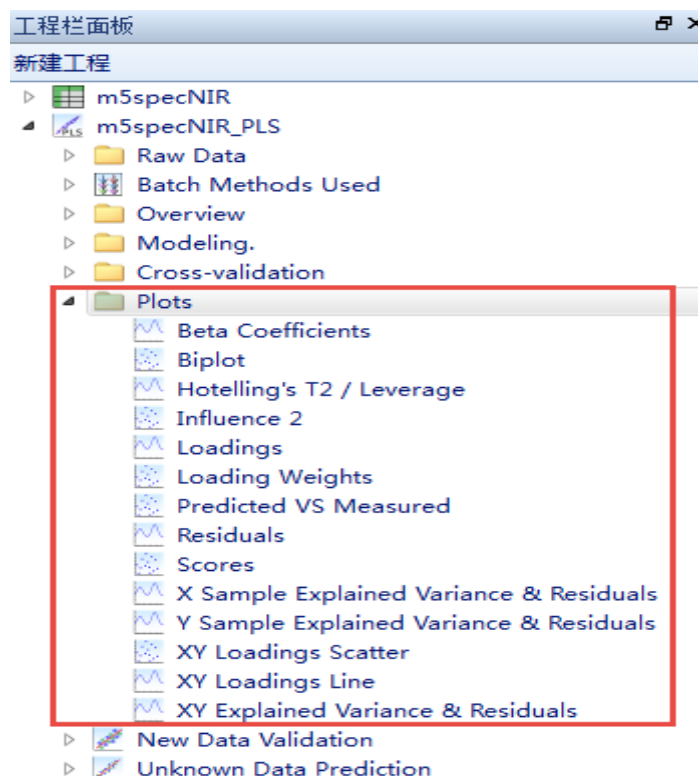 工程栏面板
新建工程
m5specNIR
m5specNIR_PLS
Raw Data
Batch Methods Used
Overview
Modeling.
Cross-validation
Plots
Beta Coefficients
Biplot
Hotelling's T2 / Leverage
Influence 2
Loadings
Loading Weights
Predicted VS Measured
Residuals
Scores
X Sample Explained Variance & Residuals
Y Sample Explained Variance & Residuals
XY Loadings Scatter
XY Loadings Line
XY Explained Variance & Residuals
New Data Validation
Unknown Data Prediction